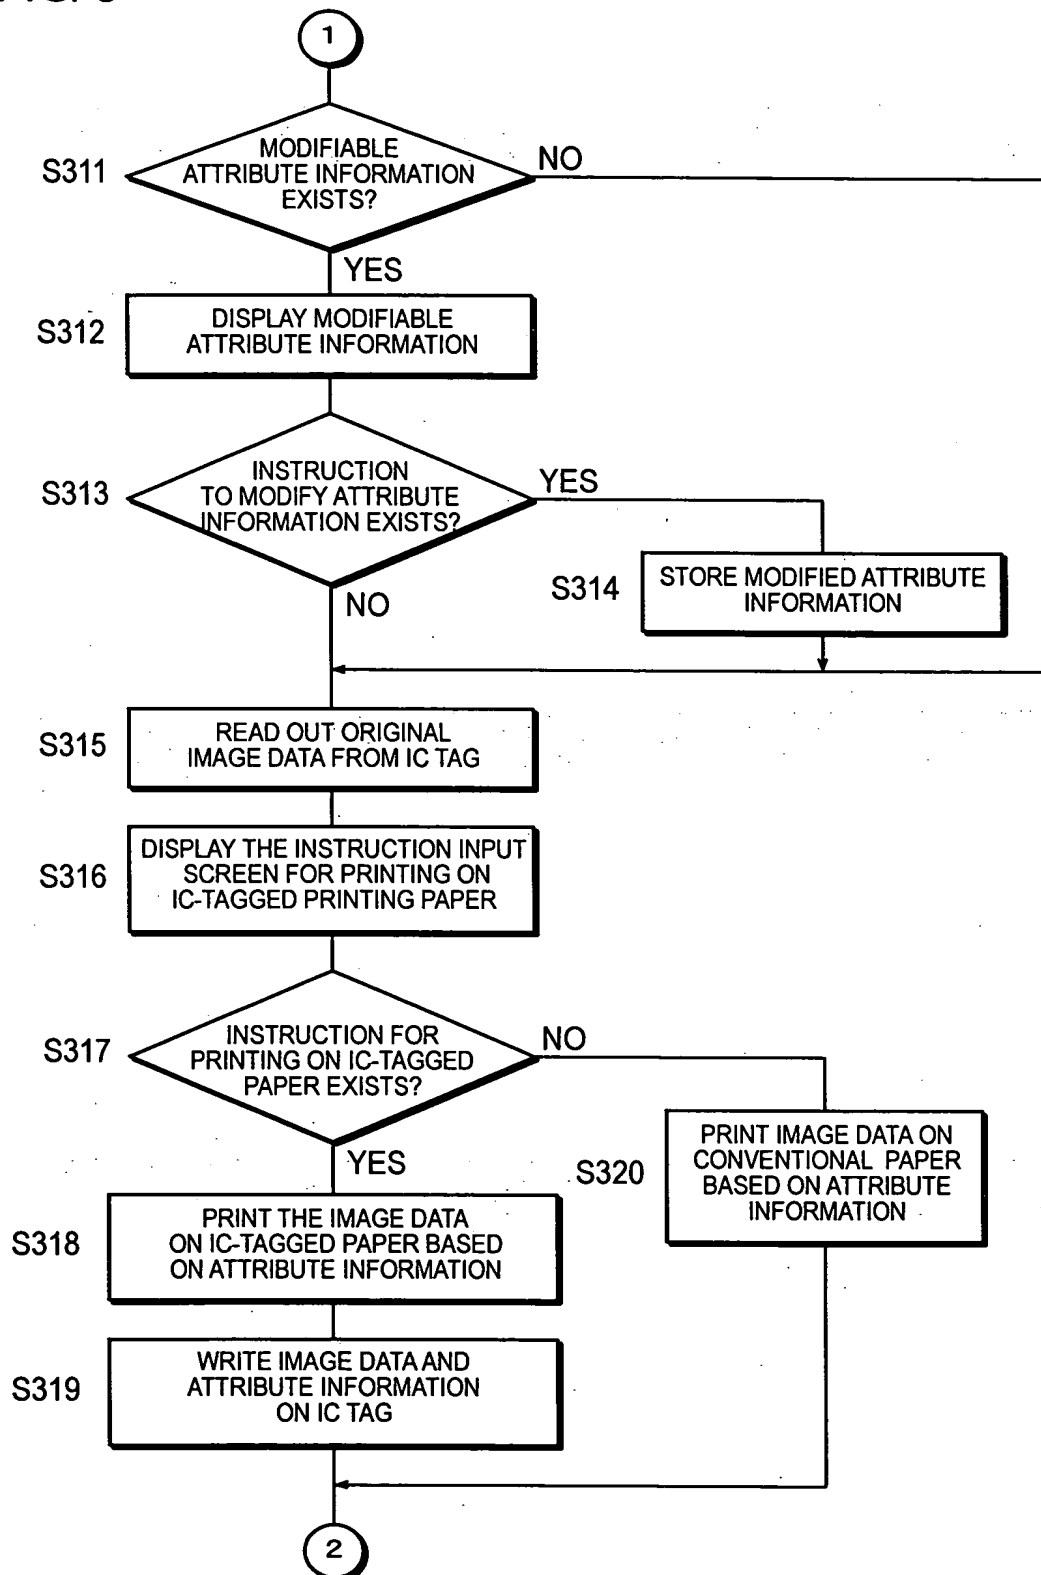 1
MODIFIABLE
ATTRIBUTE INFORMATION
EXISTS?
S311
NO
YES
DISPLAY MODIFIABLE
ATTRIBUTE INFORMATION
S312
INSTRUCTION
TO MODIFY ATTRIBUTE
INFORMATION EXISTS?
S313
YES
NO
S314
STORE MODIFIED ATTRIBUTE
INFORMATION
S315
READ OUT ORIGINAL
IMAGE DATA FROM IC TAG
S316
DISPLAY THE INSTRUCTION INPUT
SCREEN FOR PRINTING ON
IC-TAGGED PRINTING PAPER
S317
INSTRUCTION FOR
PRINTING ON IC-TAGGED
PAPER EXISTS?
NO
YES
S320
PRINT IMAGE DATA ON
CONVENTIONAL PAPER
BASED ON ATTRIBUTE
INFORMATION
S318
PRINT THE IMAGE DATA
ON IC-TAGGED PAPER BASED
ON ATTRIBUTE INFORMATION
S319
WRITE IMAGE DATA AND
ATTRIBUTE INFORMATION
ON IC TAG
2